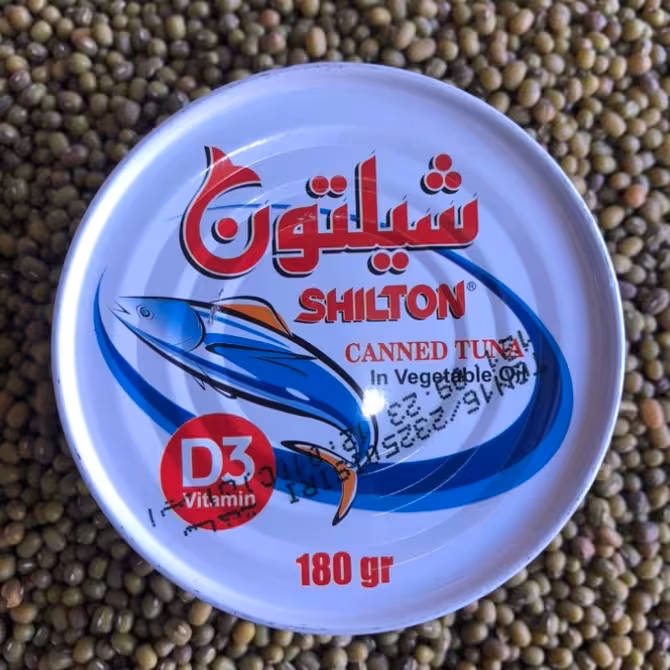 شیلتون
SHILTON®
CANNED TUNA
In Vegetable Oil
D3
Vitamin
180 gr